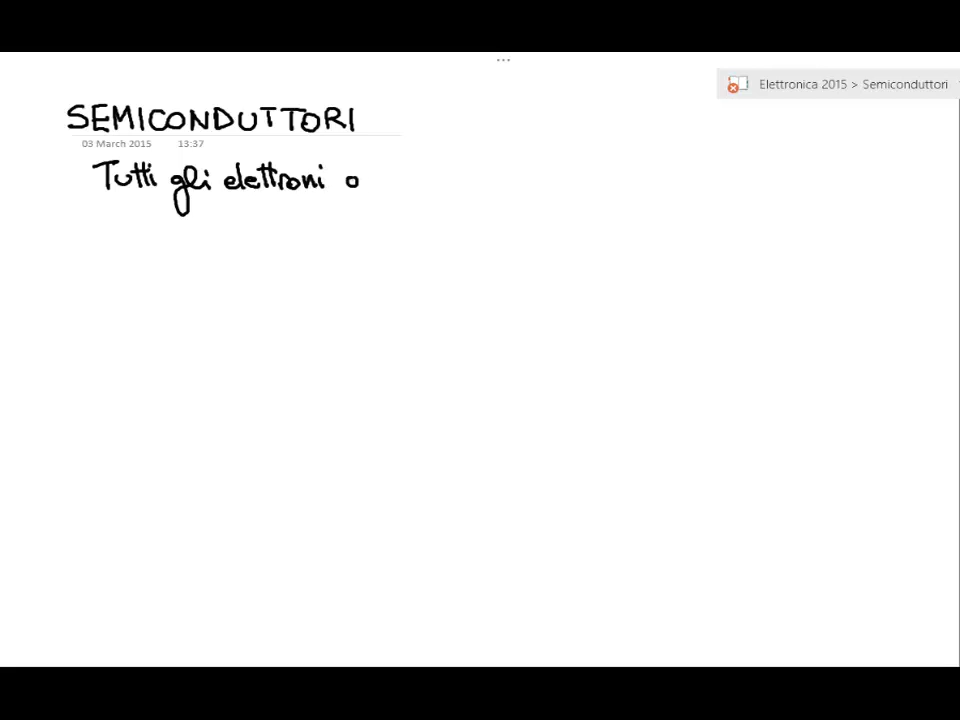 Elettronica 2015 > Semiconduttori
SEMICONDUTTORI
03 March 2015 13:37
Tutti gli elettroni o